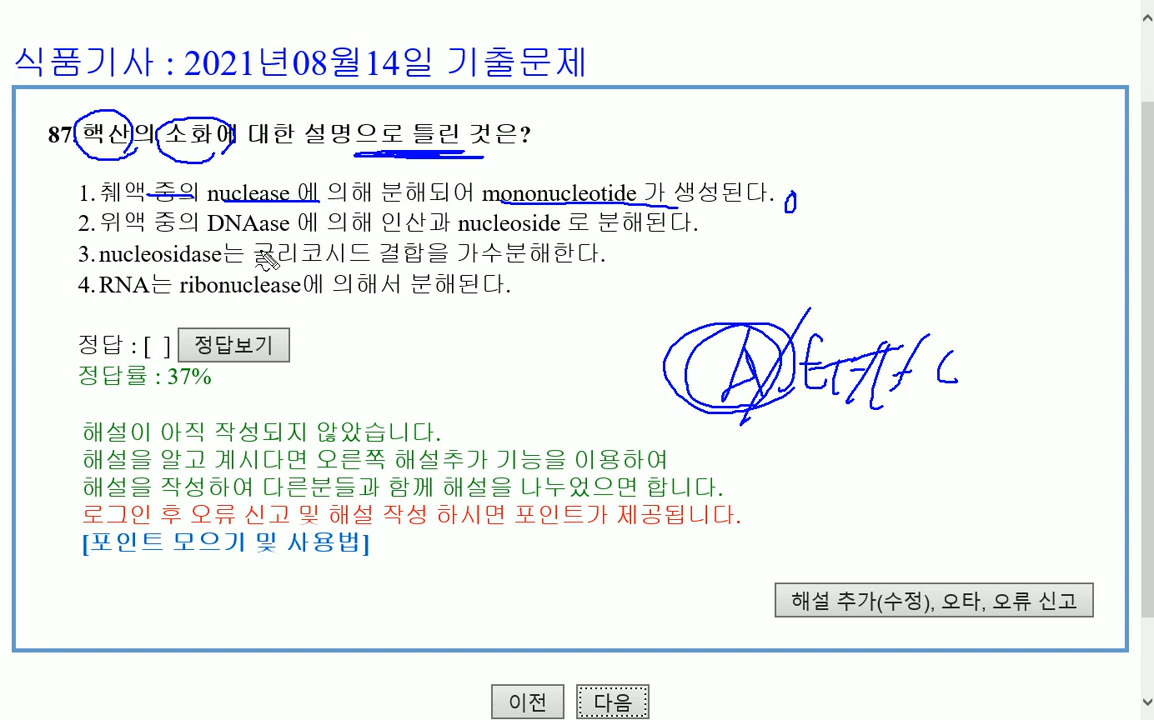 식품기사 : 2021년08월14일 기출문제
87. 핵산의 소화에 대한 설명으로 틀린 것은?
1. 췌액 중의 nuclease 에 의해 분해되어 mononucleotide 가 생성된다.
2. 위액 중의 DNAase 에 의해 인산과 nucleoside 로 분해된다.
3. nucleosidase는 글리코시드 결합을 가수분해한다.
4. RNA는 ribonuclease에 의해서 분해된다.
정답 : [ ] 정답보기
정답률 : 37%
해설이 아직 작성되지 않았습니다.
해설을 알고 계시다면 오른쪽 해설추가 기능을 이용하여
해설을 작성하여 다른분들과 함께 해설을 나누었으면 합니다.
로그인 후 오류 신고 및 해설 작성 하시면 포인트가 제공됩니다.
[포인트 모으기 및 사용법]
해설 추가(수정), 오타, 오류 신고
이전 다음